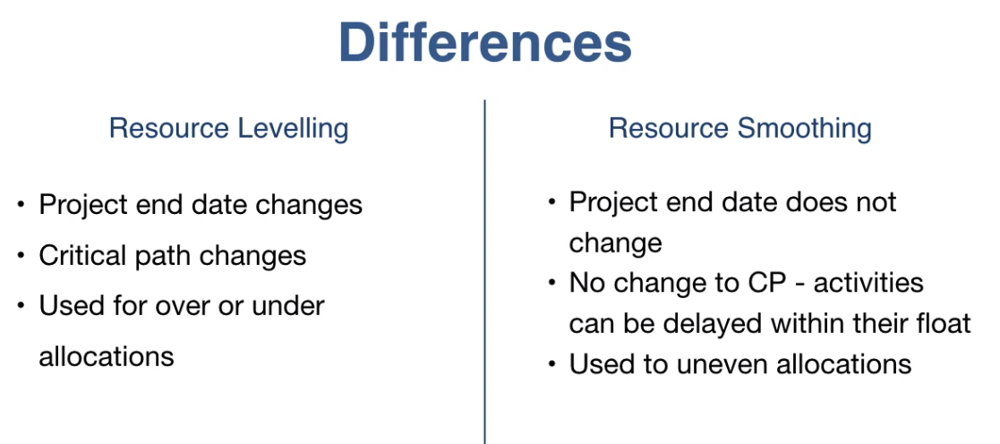 Differences
Resource Levelling
• Project end date changes
• Critical path changes
• Used for over or under
allocations
Resource Smoothing
• Project end date does not
change
• No change to CP - activities
can be delayed within their float
• Used to uneven allocations